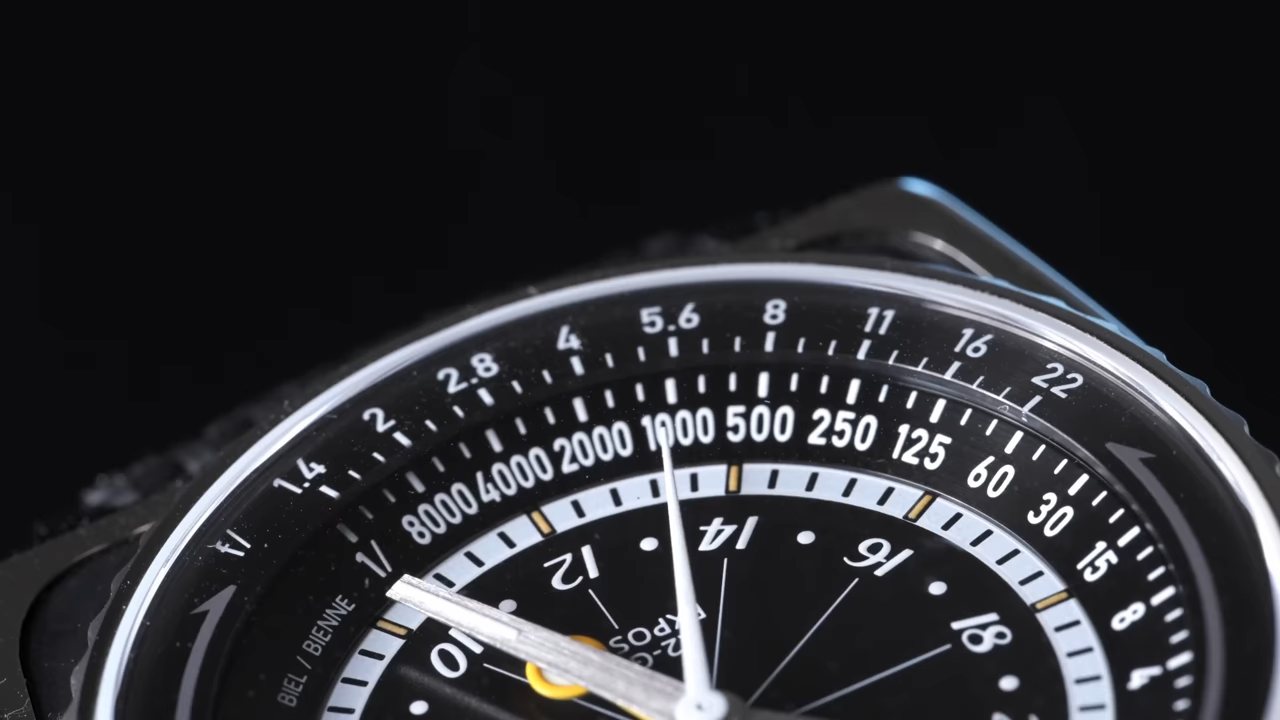 f/ 1.4 2 2.8 4 5.6 8 11 16 22
1/ 8000 4000 2000 1000 500 250 125 60 30 15 8 4
BIEL / BIENNE
10 12 14 16 18